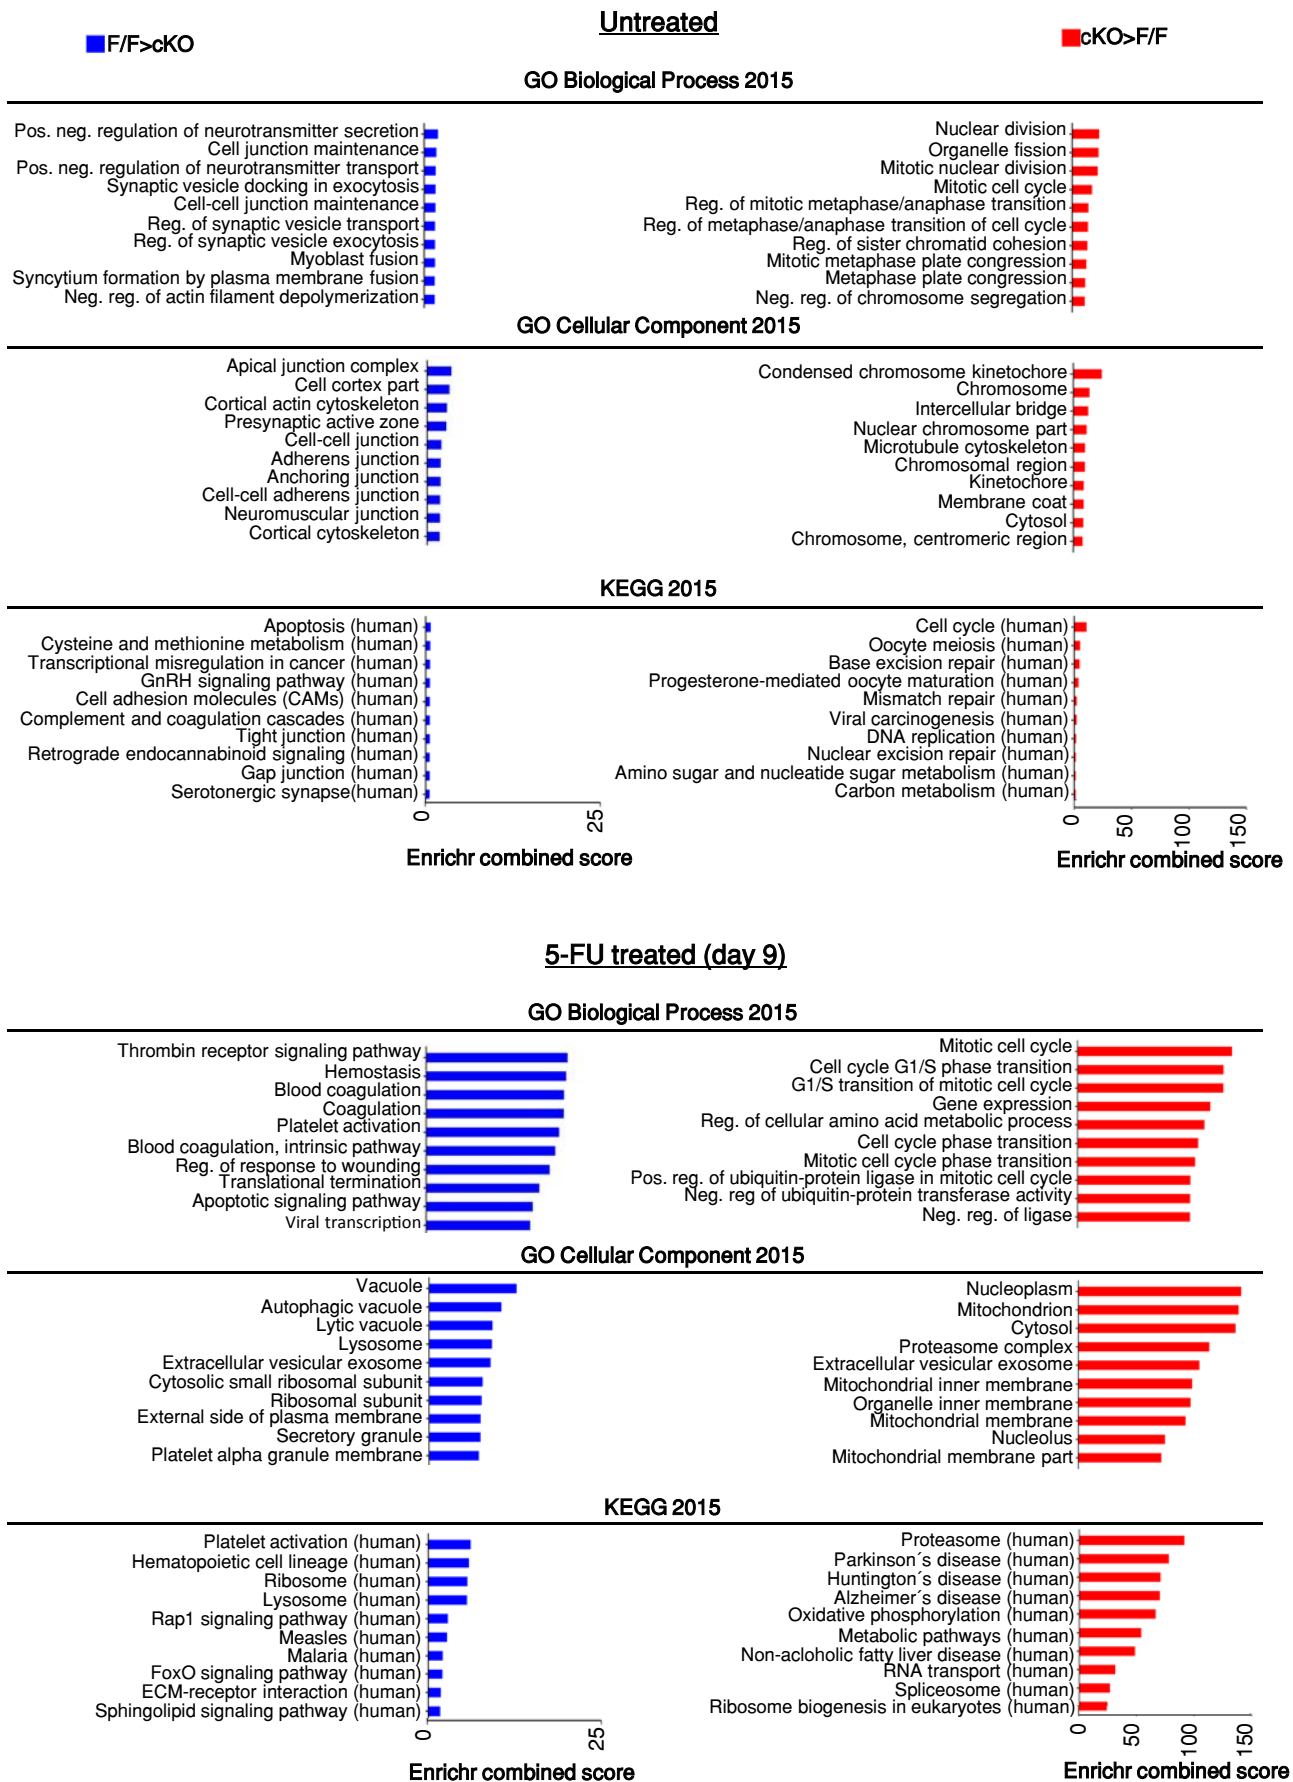 Untreated
F/F>cKO
cKO>F/F
GO Biological Process 2015
Pos. neg. regulation of neurotransmitter secretion
Cell junction maintenance
Pos. neg. regulation of neurotransmitter transport
Synaptic vesicle docking in exocytosis
Cell-cell junction maintenance
Reg. of synaptic vesicle transport
Reg. of synaptic vesicle exocytosis
Myoblast fusion
Syncytium formation by plasma membrane fusion
Neg. reg. of actin filament depolymerization
Nuclear division
Organelle fission
Mitotic nuclear division
Mitotic cell cycle
Reg. of mitotic metaphase/anaphase transition
Reg. of metaphase/anaphase transition of cell cycle
Reg. of sister chromatid cohesion
Mitotic metaphase plate congression
Metaphase plate congression
Neg. reg. of chromosome segregation
GO Cellular Component 2015
Apical junction complex
Cell cortex part
Cortical actin cytoskeleton
Presynaptic active zone
Cell-cell junction
Adherens junction
Anchoring junction
Cell-cell adherens junction
Neuromuscular junction
Cortical cytoskeleton
Condensed chromosome kinetochore
Chromosome
Intercellular bridge
Nuclear chromosome part
Microtubule cytoskeleton
Chromosomal region
Kinetochore
Membrane coat
Cytosol
Chromosome, centromeric region
KEGG 2015
Apoptosis (human)
Cysteine and methionine metabolism (human)
Transcriptional misregulation in cancer (human)
GnRH signaling pathway (human)
Cell adhesion molecules (CAMs) (human)
Complement and coagulation cascades (human)
Tight junction (human)
Retrograde endocannabinoid signaling (human)
Gap junction (human)
Serotonergic synapse(human)
0
25
Enrichr combined score
Cell cycle (human)
Oocyte meiosis (human)
Base excision repair (human)
Progesterone-mediated oocyte maturation (human)
Mismatch repair (human)
Viral carcinogenesis (human)
DNA replication (human)
Nuclear excision repair (human)
Amino sugar and nucleatide sugar metabolism (human)
Carbon metabolism (human)
0
50
100
150
Enrichr combined score
5-FU treated (day 9)
GO Biological Process 2015
Thrombin receptor signaling pathway
Hemostasis
Blood coagulation
Coagulation
Platelet activation
Blood coagulation, intrinsic pathway
Reg. of response to wounding
Translational termination
Apoptotic signaling pathway
Viral transcription
Mitotic cell cycle
Cell cycle G1/S phase transition
G1/S transition of mitotic cell cycle
Gene expression
Reg. of cellular amino acid metabolic process
Cell cycle phase transition
Mitotic cell cycle phase transition
Pos. reg. of ubiquitin-protein ligase in mitotic cell cycle
Neg. reg of ubiquitin-protein transferase activity
Neg. reg. of ligase
GO Cellular Component 2015
Vacuole
Autophagic vacuole
Lytic vacuole
Lysosome
Extracellular vesicular exosome
Cytosolic small ribosomal subunit
Ribosomal subunit
External side of plasma membrane
Secretory granule
Platelet alpha granule membrane
Nucleoplasm
Mitochondrion
Cytosol
Proteasome complex
Extracellular vesicular exosome
Mitochondrial inner membrane
Organelle inner membrane
Mitochondrial membrane
Nucleolus
Mitochondrial membrane part
KEGG 2015
Platelet activation (human)
Hematopoietic cell lineage (human)
Ribosome (human)
Lysosome (human)
Rap1 signaling pathway (human)
Measles (human)
Malaria (human)
FoxO signaling pathway (human)
ECM-receptor interaction (human)
Sphingolipid signaling pathway (human)
0
25
Enrichr combined score
Proteasome (human)
Parkinson´s disease (human)
Huntington´s disease (human)
Alzheimer´s disease (human)
Oxidative phosphorylation (human)
Metabolic pathways (human)
Non-acloholic fatty liver disease (human)
RNA transport (human)
Spliceosome (human)
Ribosome biogenesis in eukaryotes (human)
0
50
100
150
Enrichr combined score